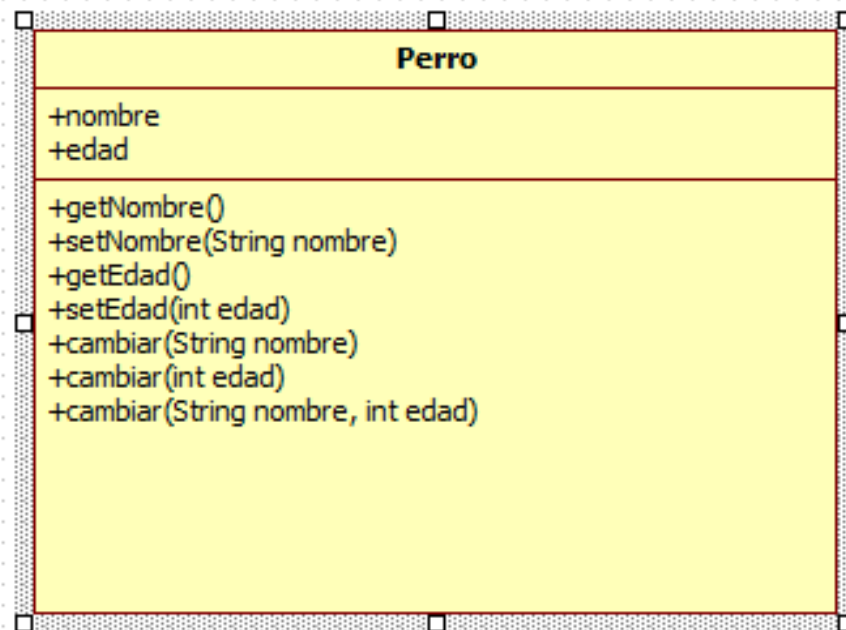 Perro
+nombre
+edad
+getNombre()
+setNombre(String nombre)
+getEdad()
+setEdad(int edad)
+cambiar(String nombre)
+cambiar(int edad)
+cambiar(String nombre, int edad)